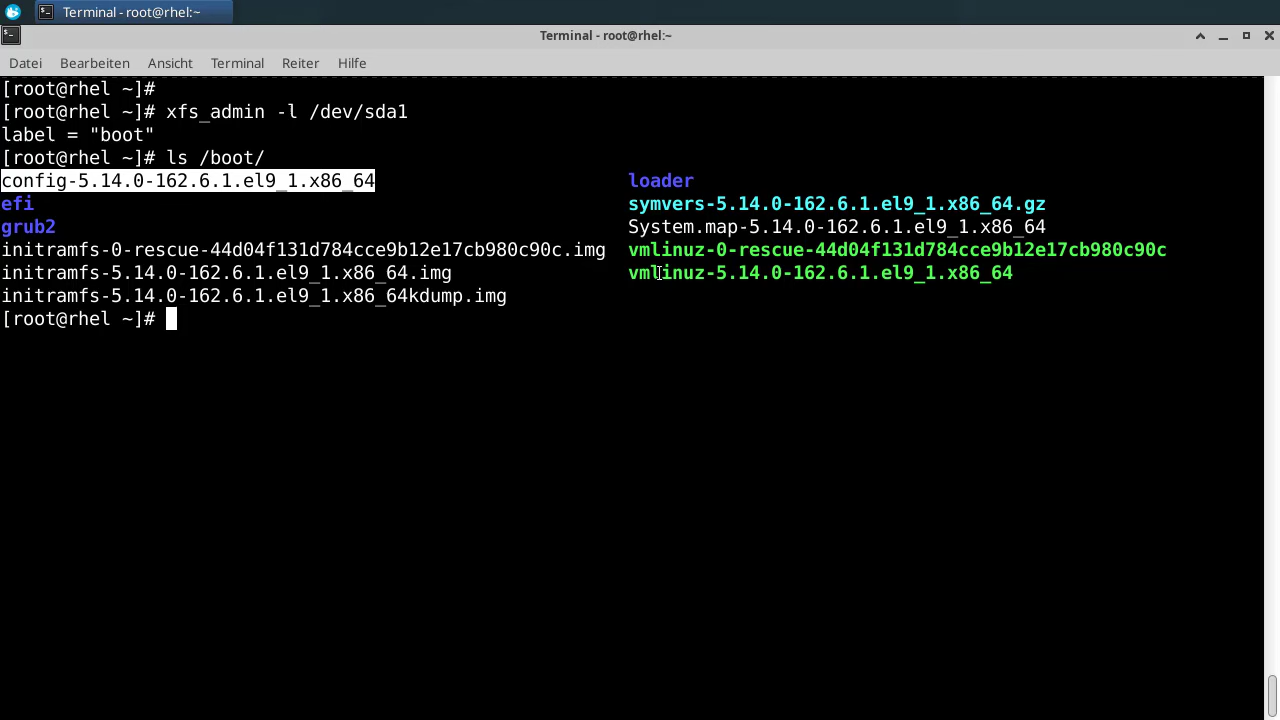 Terminal - root@rhel:~
Terminal - root@rhel:~
Datei Bearbeiten Ansicht Terminal Reiter Hilfe
[root@rhel ~]#
[root@rhel ~]# xfs_admin -l /dev/sda1
label = "boot"
[root@rhel ~]# ls /boot/
config-5.14.0-162.6.1.el9_1.x86_64 loader
efi symvers-5.14.0-162.6.1.el9_1.x86_64.gz
grub2 System.map-5.14.0-162.6.1.el9_1.x86_64
initramfs-0-rescue-44d04f131d784cce9b12e17cb980c90c.img vmlinuz-0-rescue-44d04f131d784cce9b12e17cb980c90c
initramfs-5.14.0-162.6.1.el9_1.x86_64.img vmlinuz-5.14.0-162.6.1.el9_1.x86_64
initramfs-5.14.0-162.6.1.el9_1.x86_64kdump.img
[root@rhel ~]#